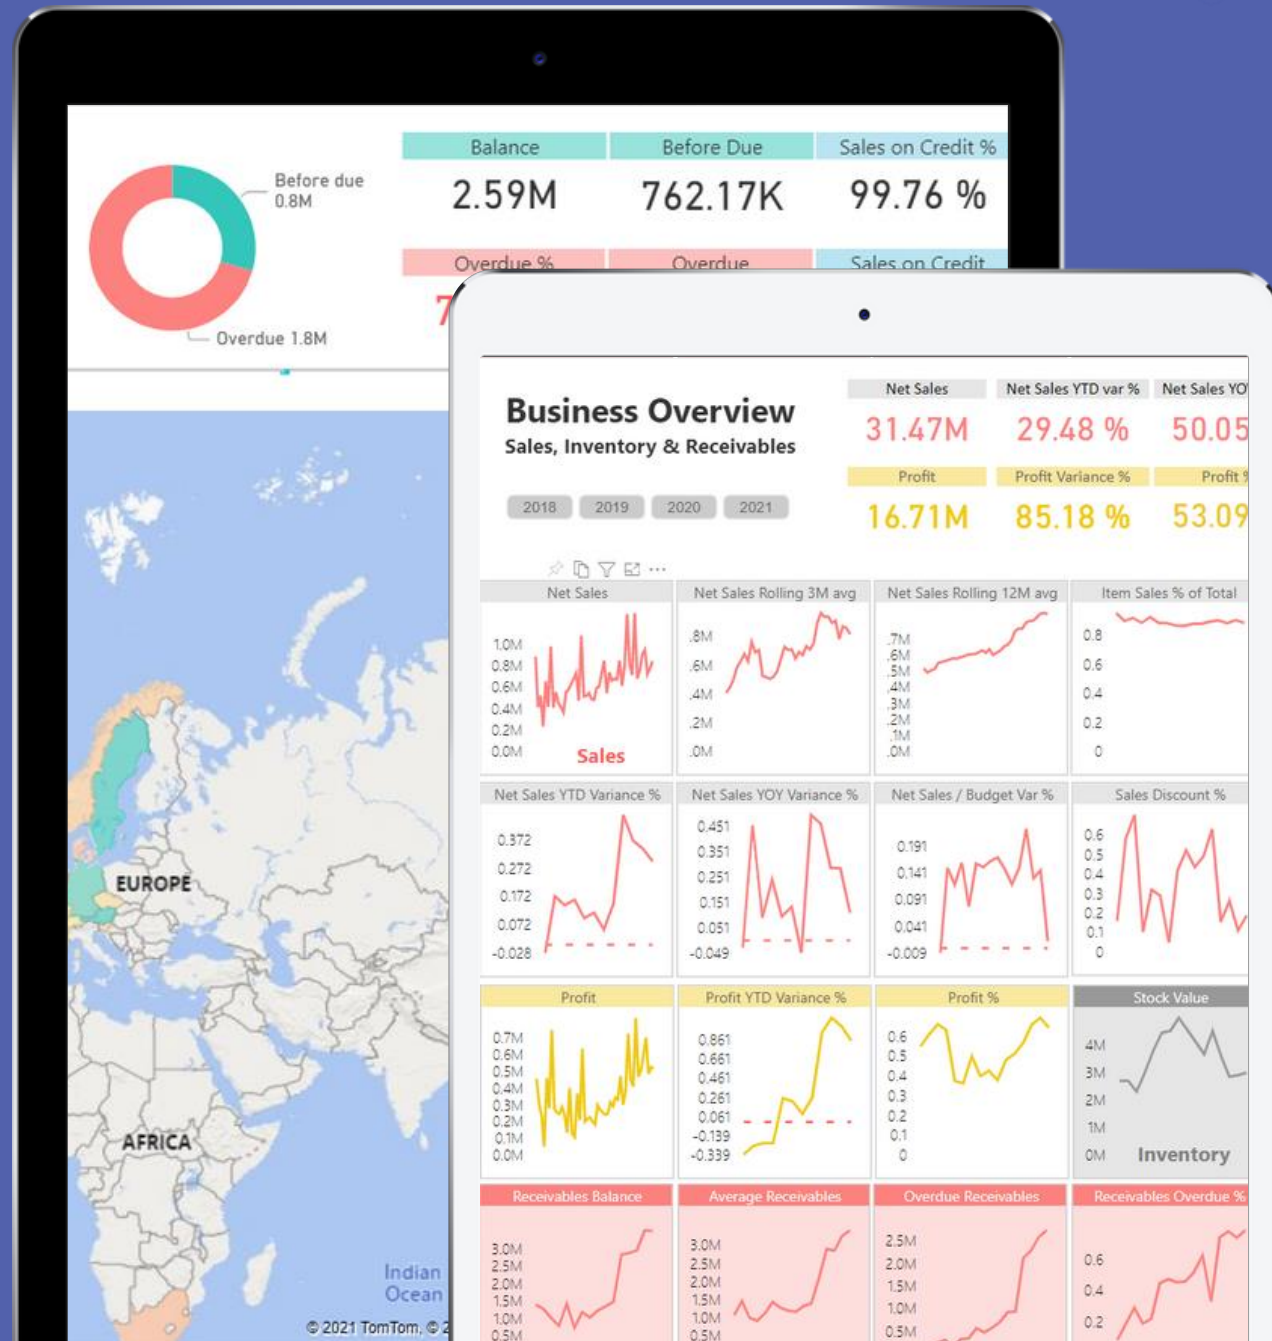 Before due
0.8M
Overdue 1.8M
Balance
Before Due
Sales on Credit %
2.59M
762.17K
99.76 %
Overdue %
Overdue
Sales on Credit
7
EUROPE
AFRICA
Indian
Ocean
© 2021 TomTom, © 2
Business Overview
Sales, Inventory & Receivables
2018 2019 2020 2021
Net Sales
Net Sales YTD var %
Net Sales YO
31.47M
29.48 %
50.05
Profit
Profit Variance %
Profit %
16.71M
85.18 %
53.09
Net Sales
1.0M
0.8M
0.6M
0.4M
0.2M
0.0M
Sales
Net Sales Rolling 3M avg
.8M
.6M
.4M
.2M
.0M
Net Sales Rolling 12M avg
.7M
.6M
.5M
.4M
.3M
.2M
.1M
.0M
Item Sales % of Total
0.8
0.6
0.4
0.2
0
Net Sales YTD Variance %
0.372
0.272
0.172
0.072
-0.028
Net Sales YOY Variance %
0.451
0.351
0.251
0.151
0.051
-0.049
Net Sales / Budget Var %
0.191
0.141
0.091
0.041
-0.009
Sales Discount %
0.6
0.5
0.4
0.3
0.2
0.1
0
Profit
0.7M
0.6M
0.5M
0.4M
0.3M
0.2M
0.1M
0.0M
Profit YTD Variance %
0.861
0.661
0.461
0.261
0.061
-0.139
-0.339
Profit %
0.6
0.5
0.4
0.3
0.2
0.1
0
Stock Value
4M
3M
2M
1M
0M
Inventory
Receivables Balance
3.0M
2.5M
2.0M
1.5M
1.0M
0.5M
Average Receivables
3.0M
2.5M
2.0M
1.5M
1.0M
0.5M
Overdue Receivables
2.5M
2.0M
1.5M
1.0M
0.5M
Receivables Overdue %
0.6
0.4
0.2